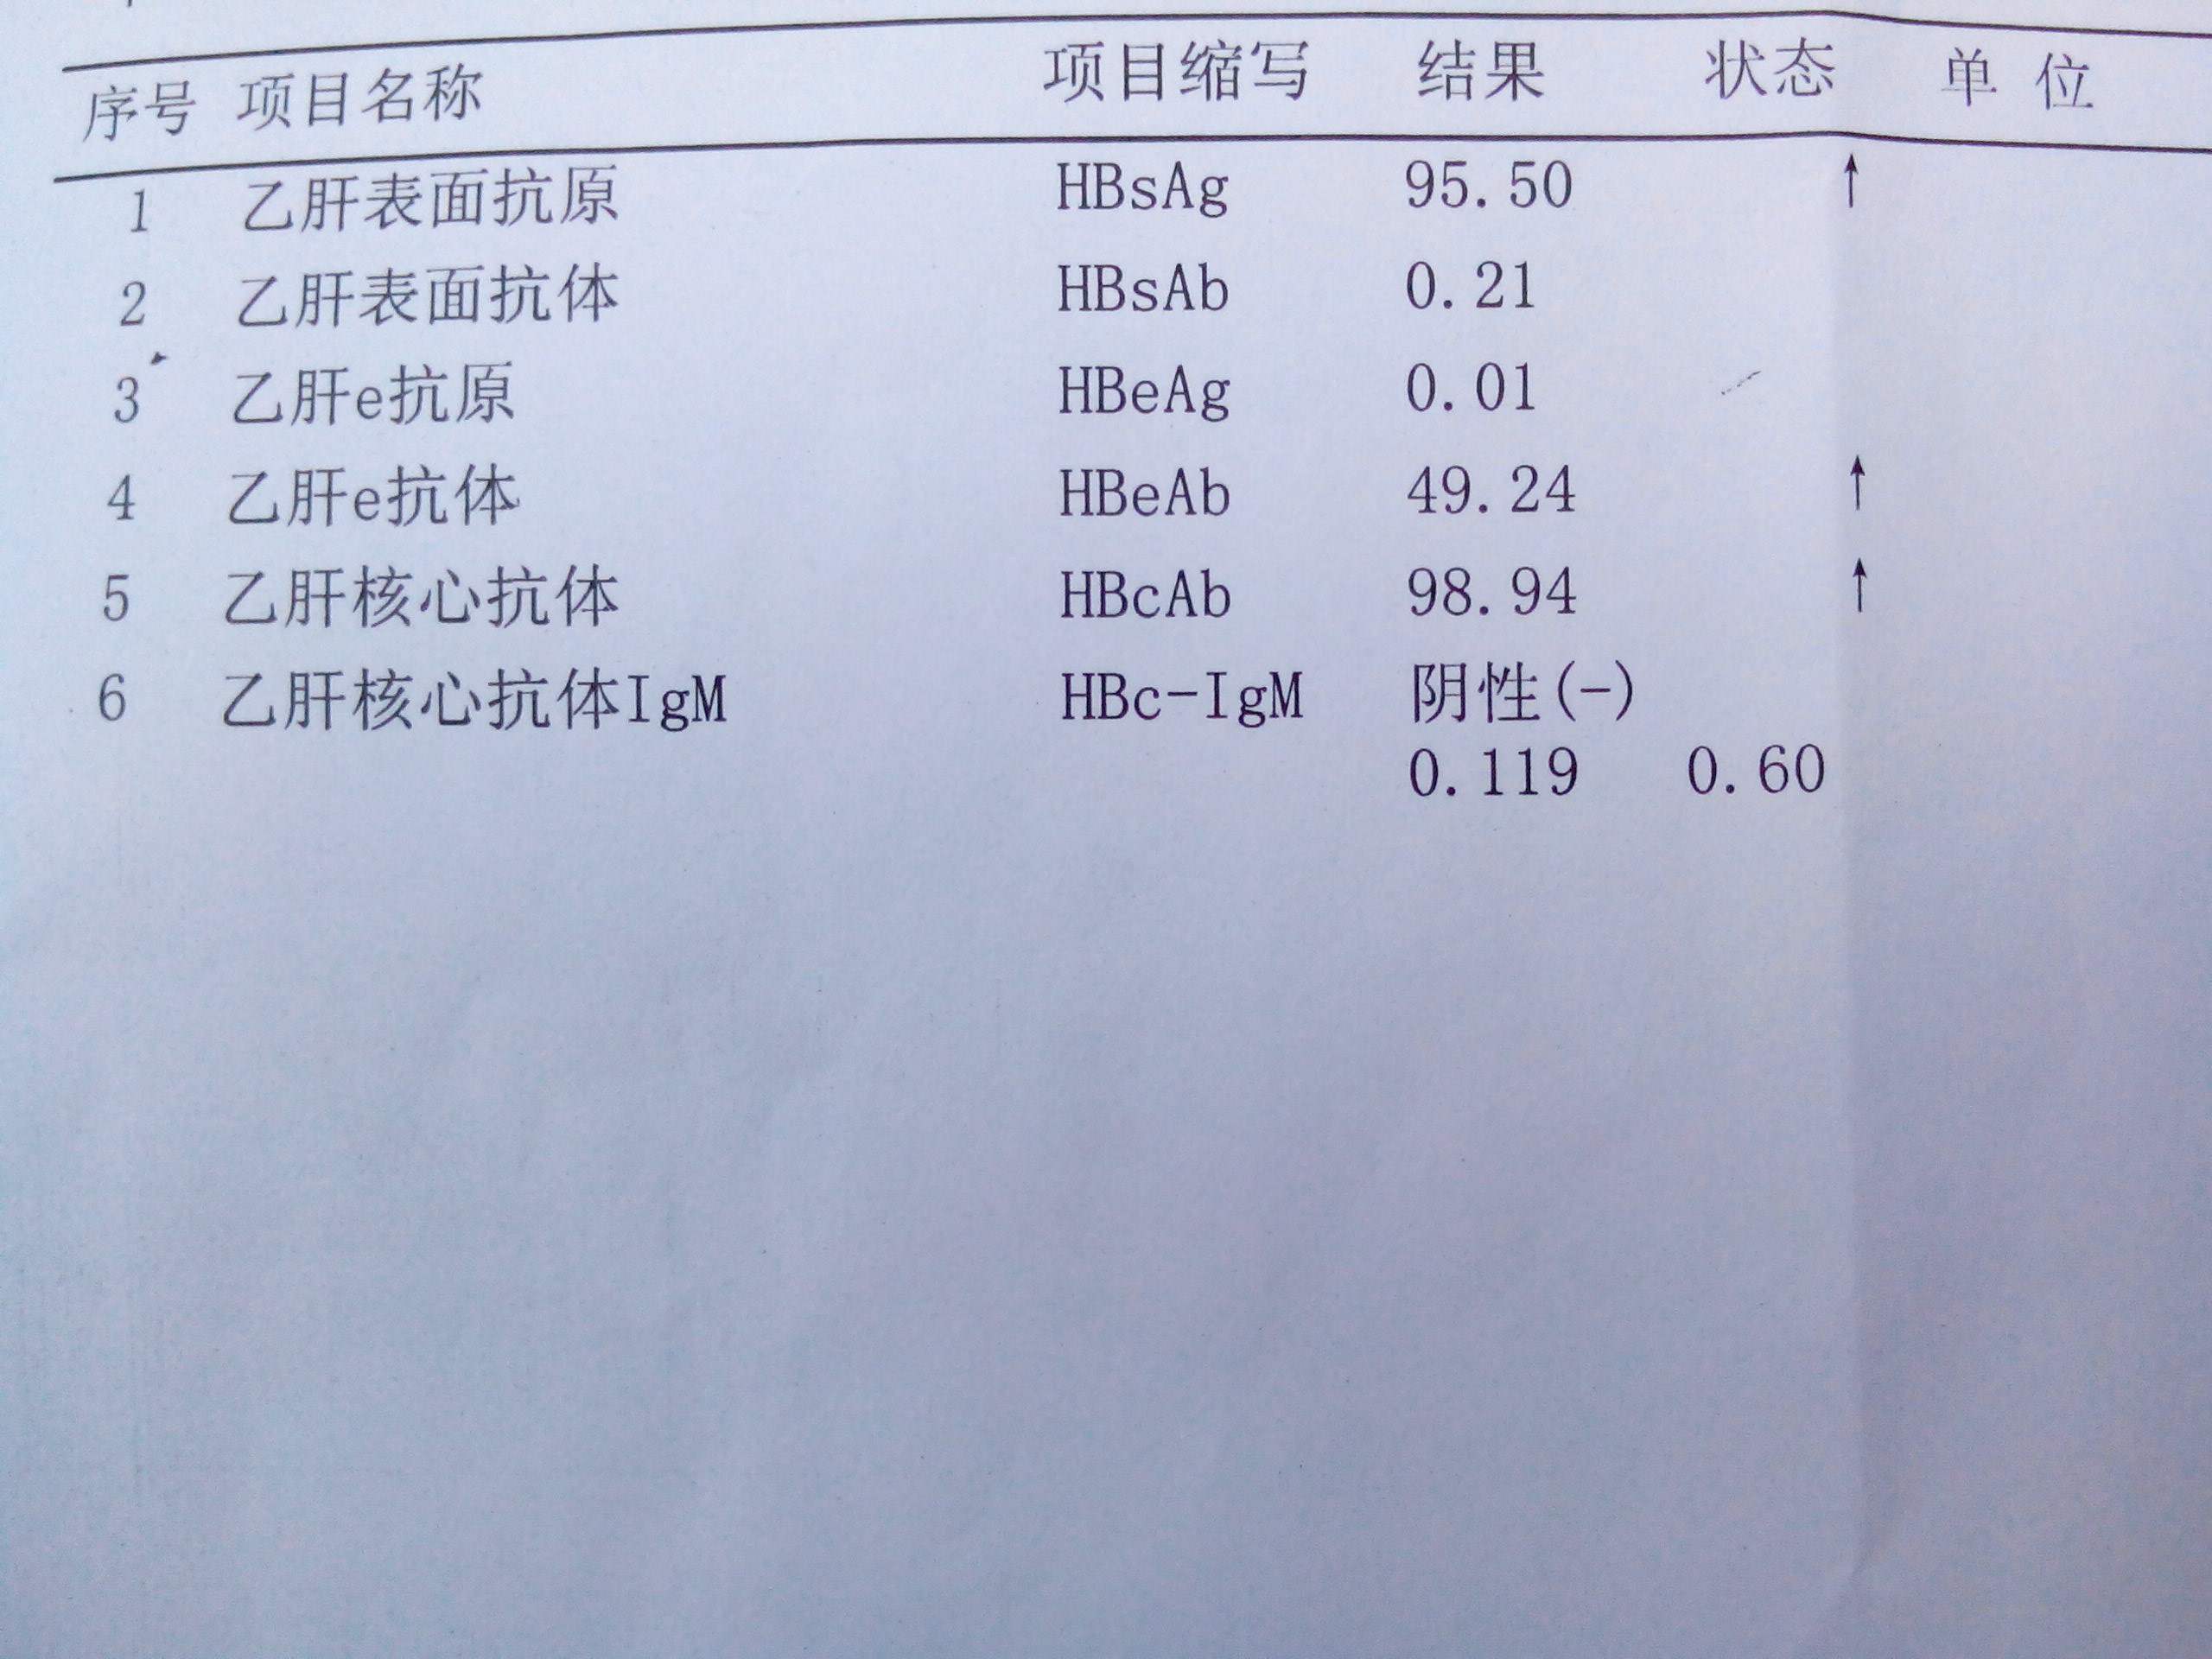 序号 项目名称 项目缩写 结果 状态 单 位
1 乙肝表面抗原 HBsAg 95.50 ↑
2 乙肝表面抗体 HBsAb 0.21
3 乙肝e抗原 HBeAg 0.01
4 乙肝e抗体 HBeAb 49.24 ↑
5 乙肝核心抗体 HBcAb 98.94 ↑
6 乙肝核心抗体IgM HBc-IgM 阴性(-)
0.119 0.60